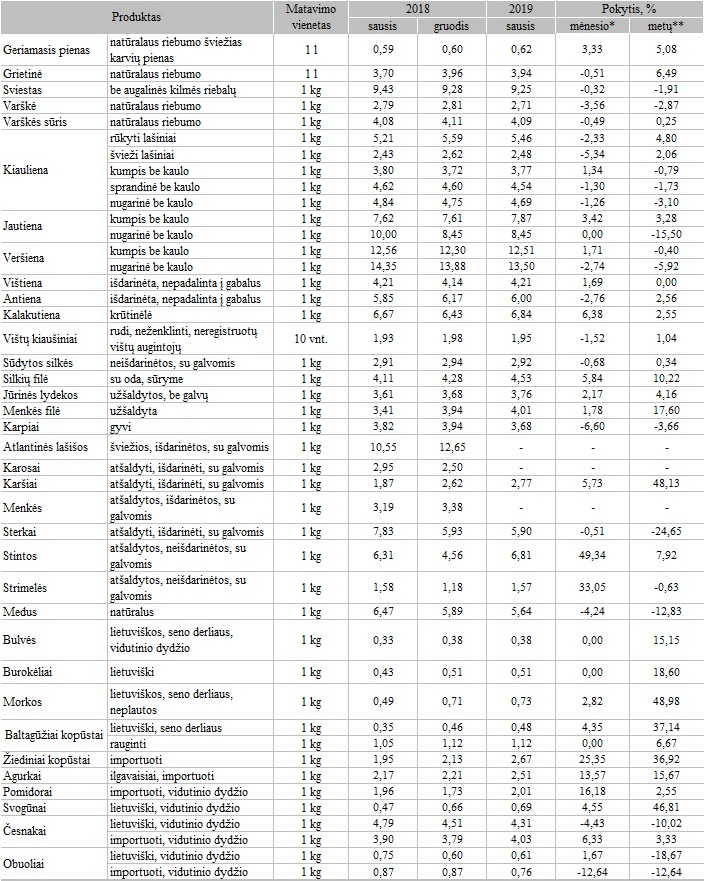 Produktas Matavimo vienetas 2018 2019 Pokytis, %
sausis gruodis sausis mėnesio* metų**
Geriamasis pienas natūralaus riebumo šviežias karvių pienas 1 l 0,59 0,60 0,62 3,33 5,08
Grietinė natūralaus riebumo 1 l 3,70 3,96 3,94 -0,51 6,49
Sviestas be augalinės kilmės riebalų 1 kg 9,43 9,28 9,25 -0,32 -1,91
Varškė natūralaus riebumo 1 kg 2,79 2,81 2,71 -3,56 -2,87
Varškės sūris natūralaus riebumo 1 kg 4,08 4,11 4,09 -0,49 0,25
Kiauliena rūkyti lašiniai 1 kg 5,21 5,59 5,46 -2,33 4,80
švieži lašiniai 1 kg 2,43 2,62 2,48 -5,34 2,06
kumpis be kaulo 1 kg 3,80 3,72 3,77 1,34 -0,79
sprandinė be kaulo 1 kg 4,62 4,60 4,54 -1,30 -1,73
nugarinė be kaulo 1 kg 4,84 4,75 4,69 -1,26 -3,10
Jautiena kumpis be kaulo 1 kg 7,62 7,61 7,87 3,42 3,28
nugarinė be kaulo 1 kg 10,00 8,45 8,45 0,00 -15,50
Veršiena kumpis be kaulo 1 kg 12,56 12,30 12,51 1,71 -0,40
nugarinė be kaulo 1 kg 14,35 13,88 13,50 -2,74 -5,92
Vištiena išdarinėta, nepadalinta į gabalus 1 kg 4,21 4,14 4,21 1,69 0,00
Antiena išdarinėta, nepadalinta į gabalus 1 kg 5,85 6,17 6,00 -2,76 2,56
Kalakutiena krūtinėlė 1 kg 6,67 6,43 6,84 6,38 2,55
Vištų kiaušiniai rudi, neženklinti, neregistruotų vištų augintojų 10 vnt. 1,93 1,98 1,95 -1,52 1,04
Sūdytos silkės neišdarinėtos, su galvomis 1 kg 2,91 2,94 2,92 -0,68 0,34
Silkių filė su oda, sūryme 1 kg 4,11 4,28 4,53 5,84 10,22
Jūrinės lydekos užšaldytos, be galvų 1 kg 3,61 3,68 3,76 2,17 4,16
Menkės filė užšaldyta 1 kg 3,41 3,94 4,01 1,78 17,60
Karpiai gyvi 1 kg 3,82 3,94 3,68 -6,60 -3,66
Atlantinės lašišos šviežios, išdarinėtos, su galvomis 1 kg 10,55 12,65 - - -
Karosai atšaldyti, išdarinėti, su galvomis 1 kg 2,95 2,50 - - -
Karšiai atšaldyti, išdarinėti, su galvomis 1 kg 1,87 2,62 2,77 5,73 48,13
Menkės atšaldytos, išdarinėtos, su galvomis 1 kg 3,19 3,38 - - -
Sterkai atšaldyti, išdarinėti, su galvomis 1 kg 7,83 5,93 5,90 -0,51 -24,65
Stintos atšaldytos, neišdarinėtos, su galvomis 1 kg 6,31 4,56 6,81 49,34 7,92
Strimelės atšaldytos, neišdarinėtos, su galvomis 1 kg 1,58 1,18 1,57 33,05 -0,63
Medus natūralus 1 kg 6,47 5,89 5,64 -4,24 -12,83
Bulvės lietuviškos, seno derliaus, vidutinio dydžio 1 kg 0,33 0,38 0,38 0,00 15,15
Burokėliai lietuviški 1 kg 0,43 0,51 0,51 0,00 18,60
Morkos lietuviškos, seno derliaus, neplautos 1 kg 0,49 0,71 0,73 2,82 48,98
Baltagūžiai kopūstai lietuviški, seno derliaus 1 kg 0,35 0,46 0,48 4,35 37,14
rauginti 1 kg 1,05 1,12 1,12 0,00 6,67
Žiediniai kopūstai importuoti 1 kg 1,95 2,13 2,67 25,35 36,92
Agurkai ilgavaisiai, importuoti 1 kg 2,17 2,21 2,51 13,57 15,67
Pomidorai importuoti, vidutinio dydžio 1 kg 1,96 1,73 2,01 16,18 2,55
Svogūnai lietuviški, vidutinio dydžio 1 kg 0,47 0,66 0,69 4,55 46,81
Česnakai lietuviški, vidutinio dydžio 1 kg 4,79 4,51 4,31 -4,43 -10,02
importuoti, vidutinio dydžio 1 kg 3,90 3,79 4,03 6,33 3,33
Obuoliai lietuviški, vidutinio dydžio 1 kg 0,75 0,60 0,61 1,67 -18,67
importuoti, vidutinio dydžio 1 kg 0,87 0,87 0,76 -12,64 -12,64